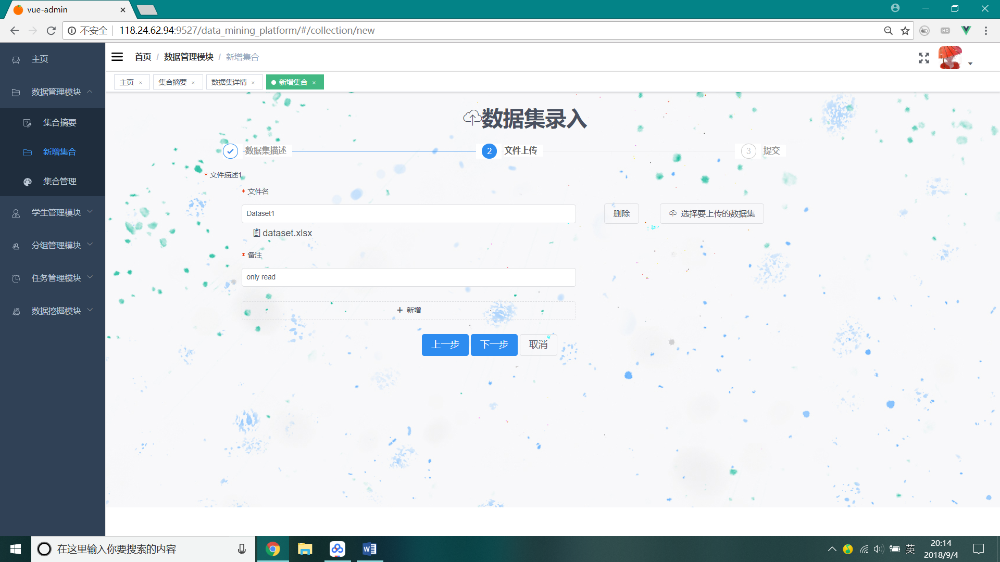 vue-admin
不安全 118.24.62.94:9527/data_mining_platform/#/collection/new
HD
主页
数据管理模块
集合摘要
新增集合
集合管理
学生管理模块
分组管理模块
任务管理模块
数据挖掘模块
首页 / 数据管理模块 / 新增集合
主页 × 集合摘要 × 数据集详情 × 新增集合 ×
数据集录入
数据集描述 2 文件上传 3 提交
* 文件描述1
* 文件名
Dataset1 删除 选择要上传的数据集
dataset.xlsx
* 备注
only read
+ 新增
上一步 下一步 取消
在这里输入你要搜索的内容
英
20:14
2018/9/4